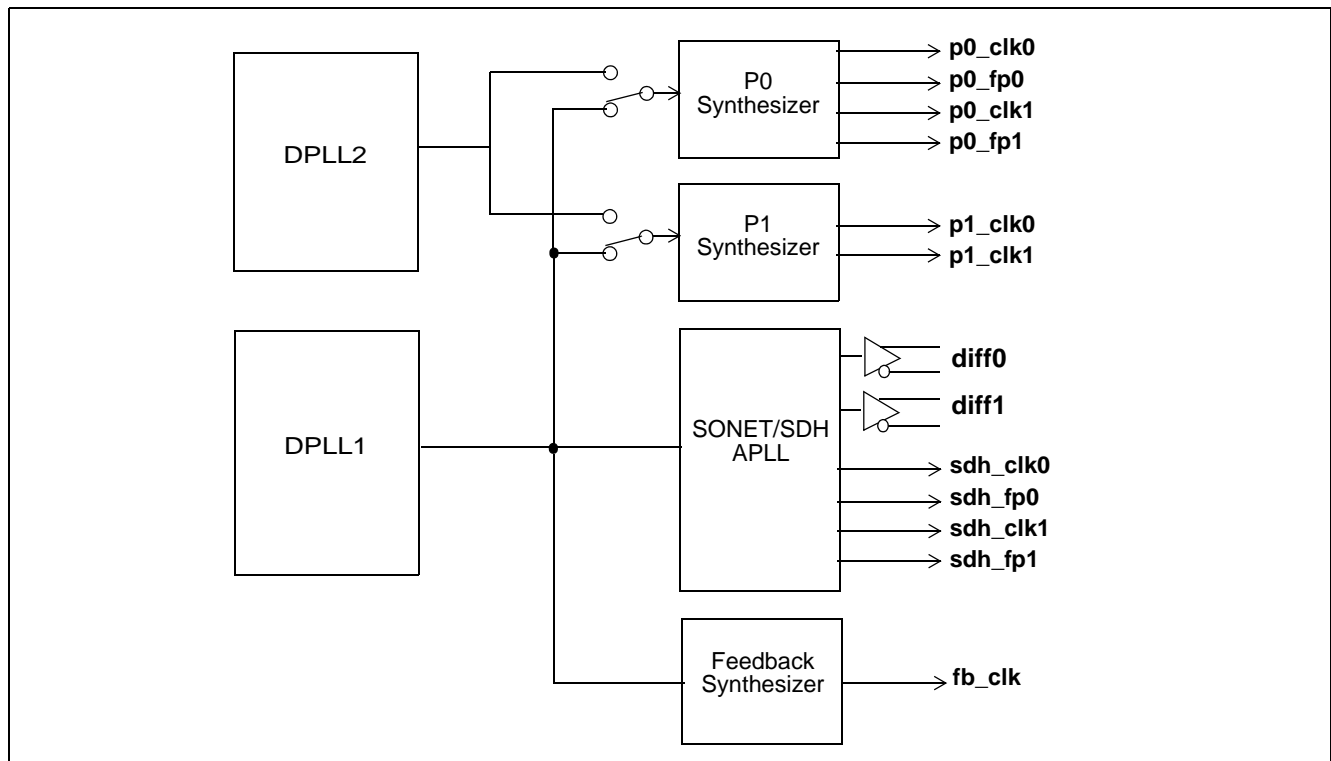 DPLL2
P0
Synthesizer
p0_clk0
p0_fp0
p0_clk1
p0_fp1
P1
Synthesizer
p1_clk0
p1_clk1
DPLL1
SONET/SDH
APLL
diff0
diff1
sdh_clk0
sdh_fp0
sdh_clk1
sdh_fp1
Feedback
Synthesizer
fb_clk